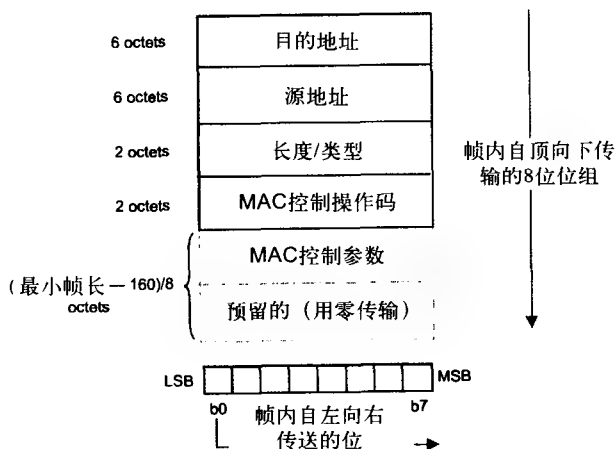 6 octets
目的地址
6 octets
源地址
2 octets
长度/类型
2 octets
MAC控制操作码
帧内自顶向下传
输的8位位组
MAC控制参数
(最小帧长－160)/8
octets
预留的（用零传输）
LSB
MSB
b0
b7
帧内自左向右
传送的位